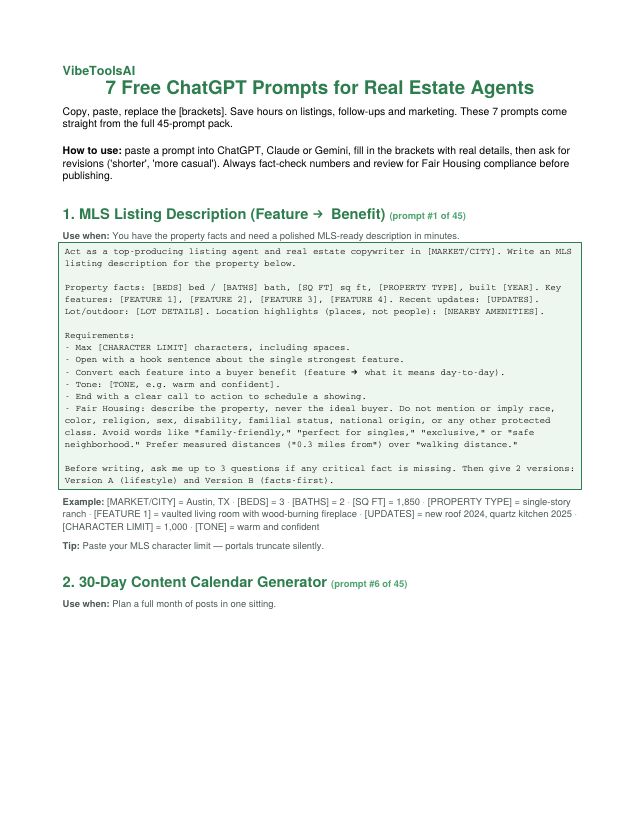 VibeToolsAI
7 Free ChatGPT Prompts for Real Estate Agents
Copy, paste, replace the [brackets]. Save hours on listings, follow-ups and marketing. These 7 prompts come
straight from the full 45-prompt pack.
How to use: paste a prompt into ChatGPT, Claude or Gemini, fill in the brackets with real details, then ask for
revisions ('shorter', 'more casual'). Always fact-check numbers and review for Fair Housing compliance before
publishing.
1. MLS Listing Description (Feature → Benefit) (prompt #1 of 45)
Use when: You have the property facts and need a polished MLS-ready description in minutes.
Act as a top-producing listing agent and real estate copywriter in [MARKET/CITY]. Write an MLS
listing description for the property below.
Property facts: [BEDS] bed / [BATHS] bath, [SQ FT] sq ft, [PROPERTY TYPE], built [YEAR]. Key
features: [FEATURE 1], [FEATURE 2], [FEATURE 3], [FEATURE 4]. Recent updates: [UPDATES].
Lot/outdoor: [LOT DETAILS]. Location highlights (places, not people): [NEARBY AMENITIES].
Requirements:
- Max [CHARACTER LIMIT] characters, including spaces.
- Open with a hook sentence about the single strongest feature.
- Convert each feature into a buyer benefit (feature → what it means day-to-day).
- Tone: [TONE, e.g. warm and confident].
- End with a clear call to action to schedule a showing.
- Fair Housing: describe the property, never the ideal buyer. Do not mention or imply race,
color, religion, sex, disability, familial status, national origin, or any other protected
class. Avoid words like "family-friendly," "perfect for singles," "exclusive," or "safe
neighborhood." Prefer measured distances ("0.3 miles from") over "walking distance."
Before writing, ask me up to 3 questions if any critical fact is missing. Then give 2 versions:
Version A (lifestyle) and Version B (facts-first).
Example: [MARKET/CITY] = Austin, TX · [BEDS] = 3 · [BATHS] = 2 · [SQ FT] = 1,850 · [PROPERTY TYPE] = single-story
ranch · [FEATURE 1] = vaulted living room with wood-burning fireplace · [UPDATES] = new roof 2024, quartz kitchen 2025 ·
[CHARACTER LIMIT] = 1,000 · [TONE] = warm and confident
Tip: Paste your MLS character limit — portals truncate silently.
2. 30-Day Content Calendar Generator (prompt #6 of 45)
Use when: Plan a full month of posts in one sitting.